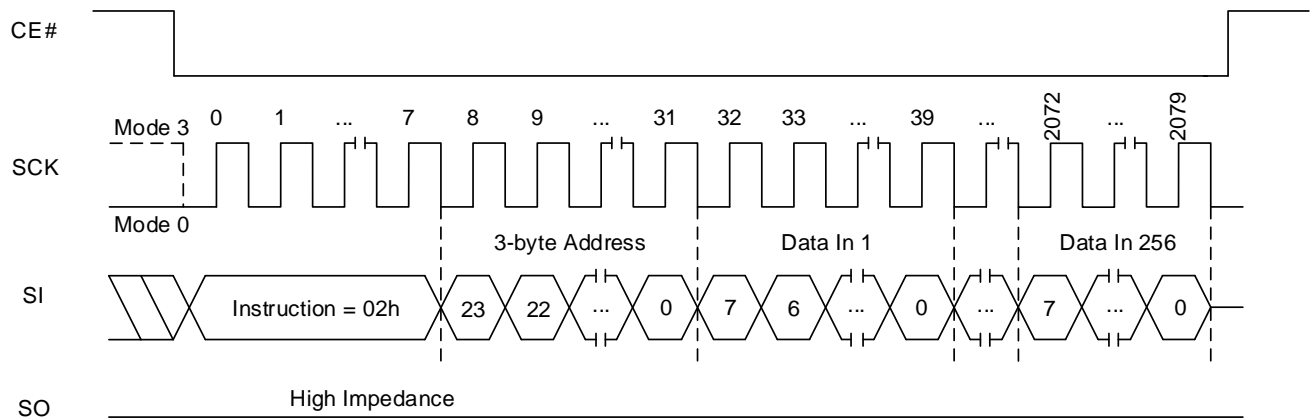 CE#
0 1 ... 7 8 9 ... 31 32 33 ... 39 ... 2072 ... 2079
Mode 3
SCK
Mode 0
3-byte Address Data In 1 Data In 256
SI Instruction = 02h 23 22 ... 0 7 6 ... 0 ... 7 ... 0
High Impedance
SO